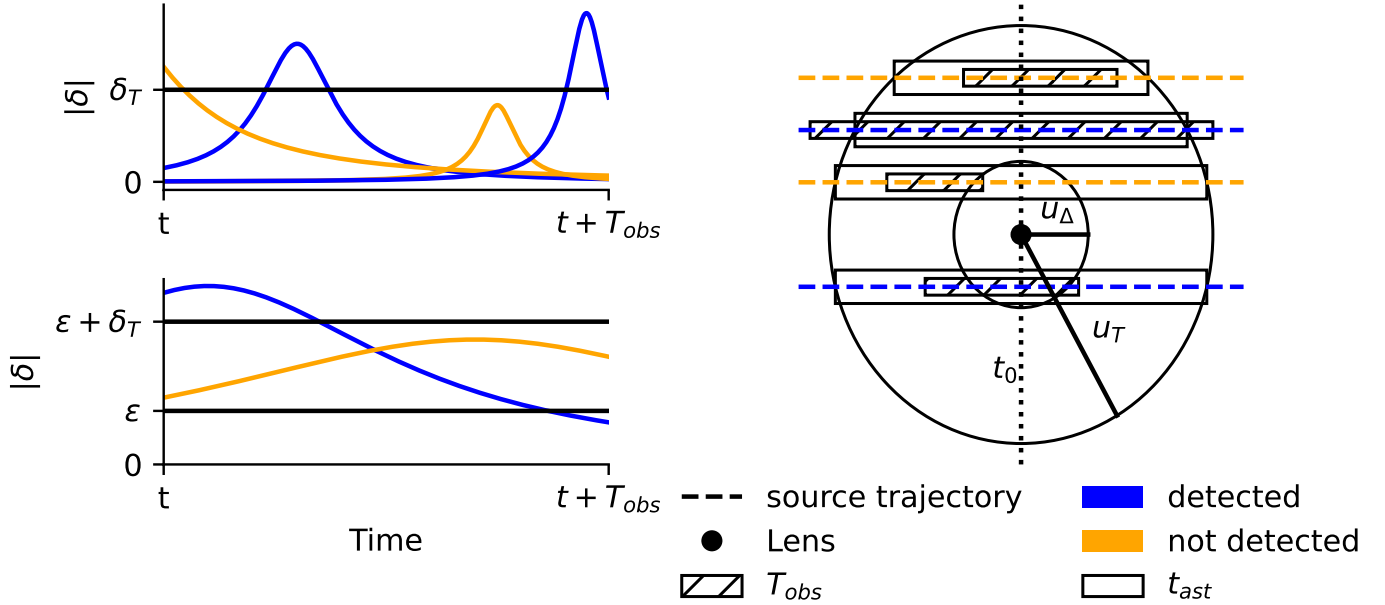 |δ|
δ_T
0
t
t + T_obs
|δ|
ε + δ_T
ε
0
t
t + T_obs
Time
u_Δ
u_T
t_0
source trajectory
Lens
T_obs
detected
not detected
t_ast